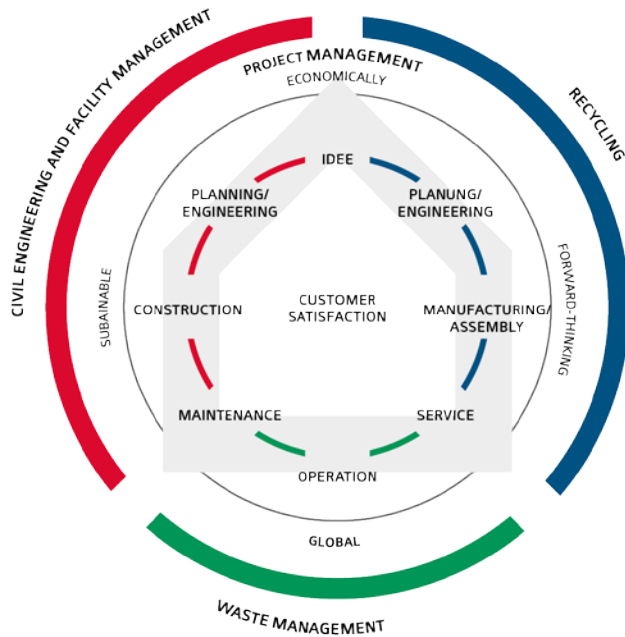 PROJECT MANAGEMENT
ECONOMICALLY
CIVIL ENGINEERING AND FACILITY MANAGEMENT
RECYCLING
IDEE
PLANNING/
ENGINEERING
PLANUNG/
ENGINEERING
SUBAINABLE
FORWARD-THINKING
CONSTRUCTION
CUSTOMER
SATISFACTION
MANUFACTURING/
ASSEMBLY
MAINTENANCE
SERVICE
OPERATION
GLOBAL
WASTE MANAGEMENT